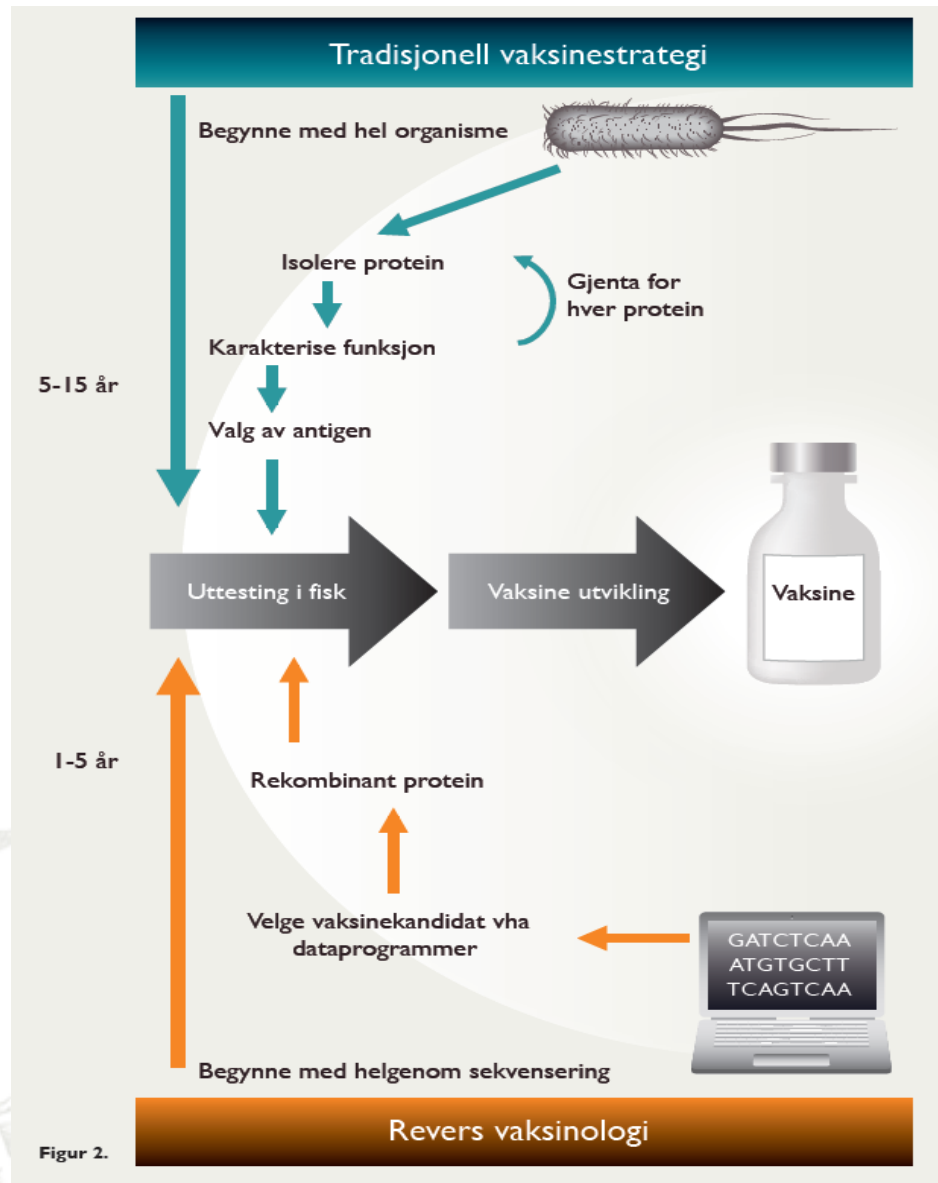 Tradisjonell vaksinestrategi
Begynne med hel organisme
Isolere protein
Gjenta for
hver protein
Karakterise funksjon
5-15 år
Valg av antigen
Uttesting i fisk
Vaksine utvikling
Vaksine
1-5 år
Rekombinant protein
Velge vaksinekandidat vha
dataprogrammer
GATCTCAA
ATGTGCTT
TCAGTCAA
Begynne med helgenom sekvensering
Revers vaksinologi
Figur 2.